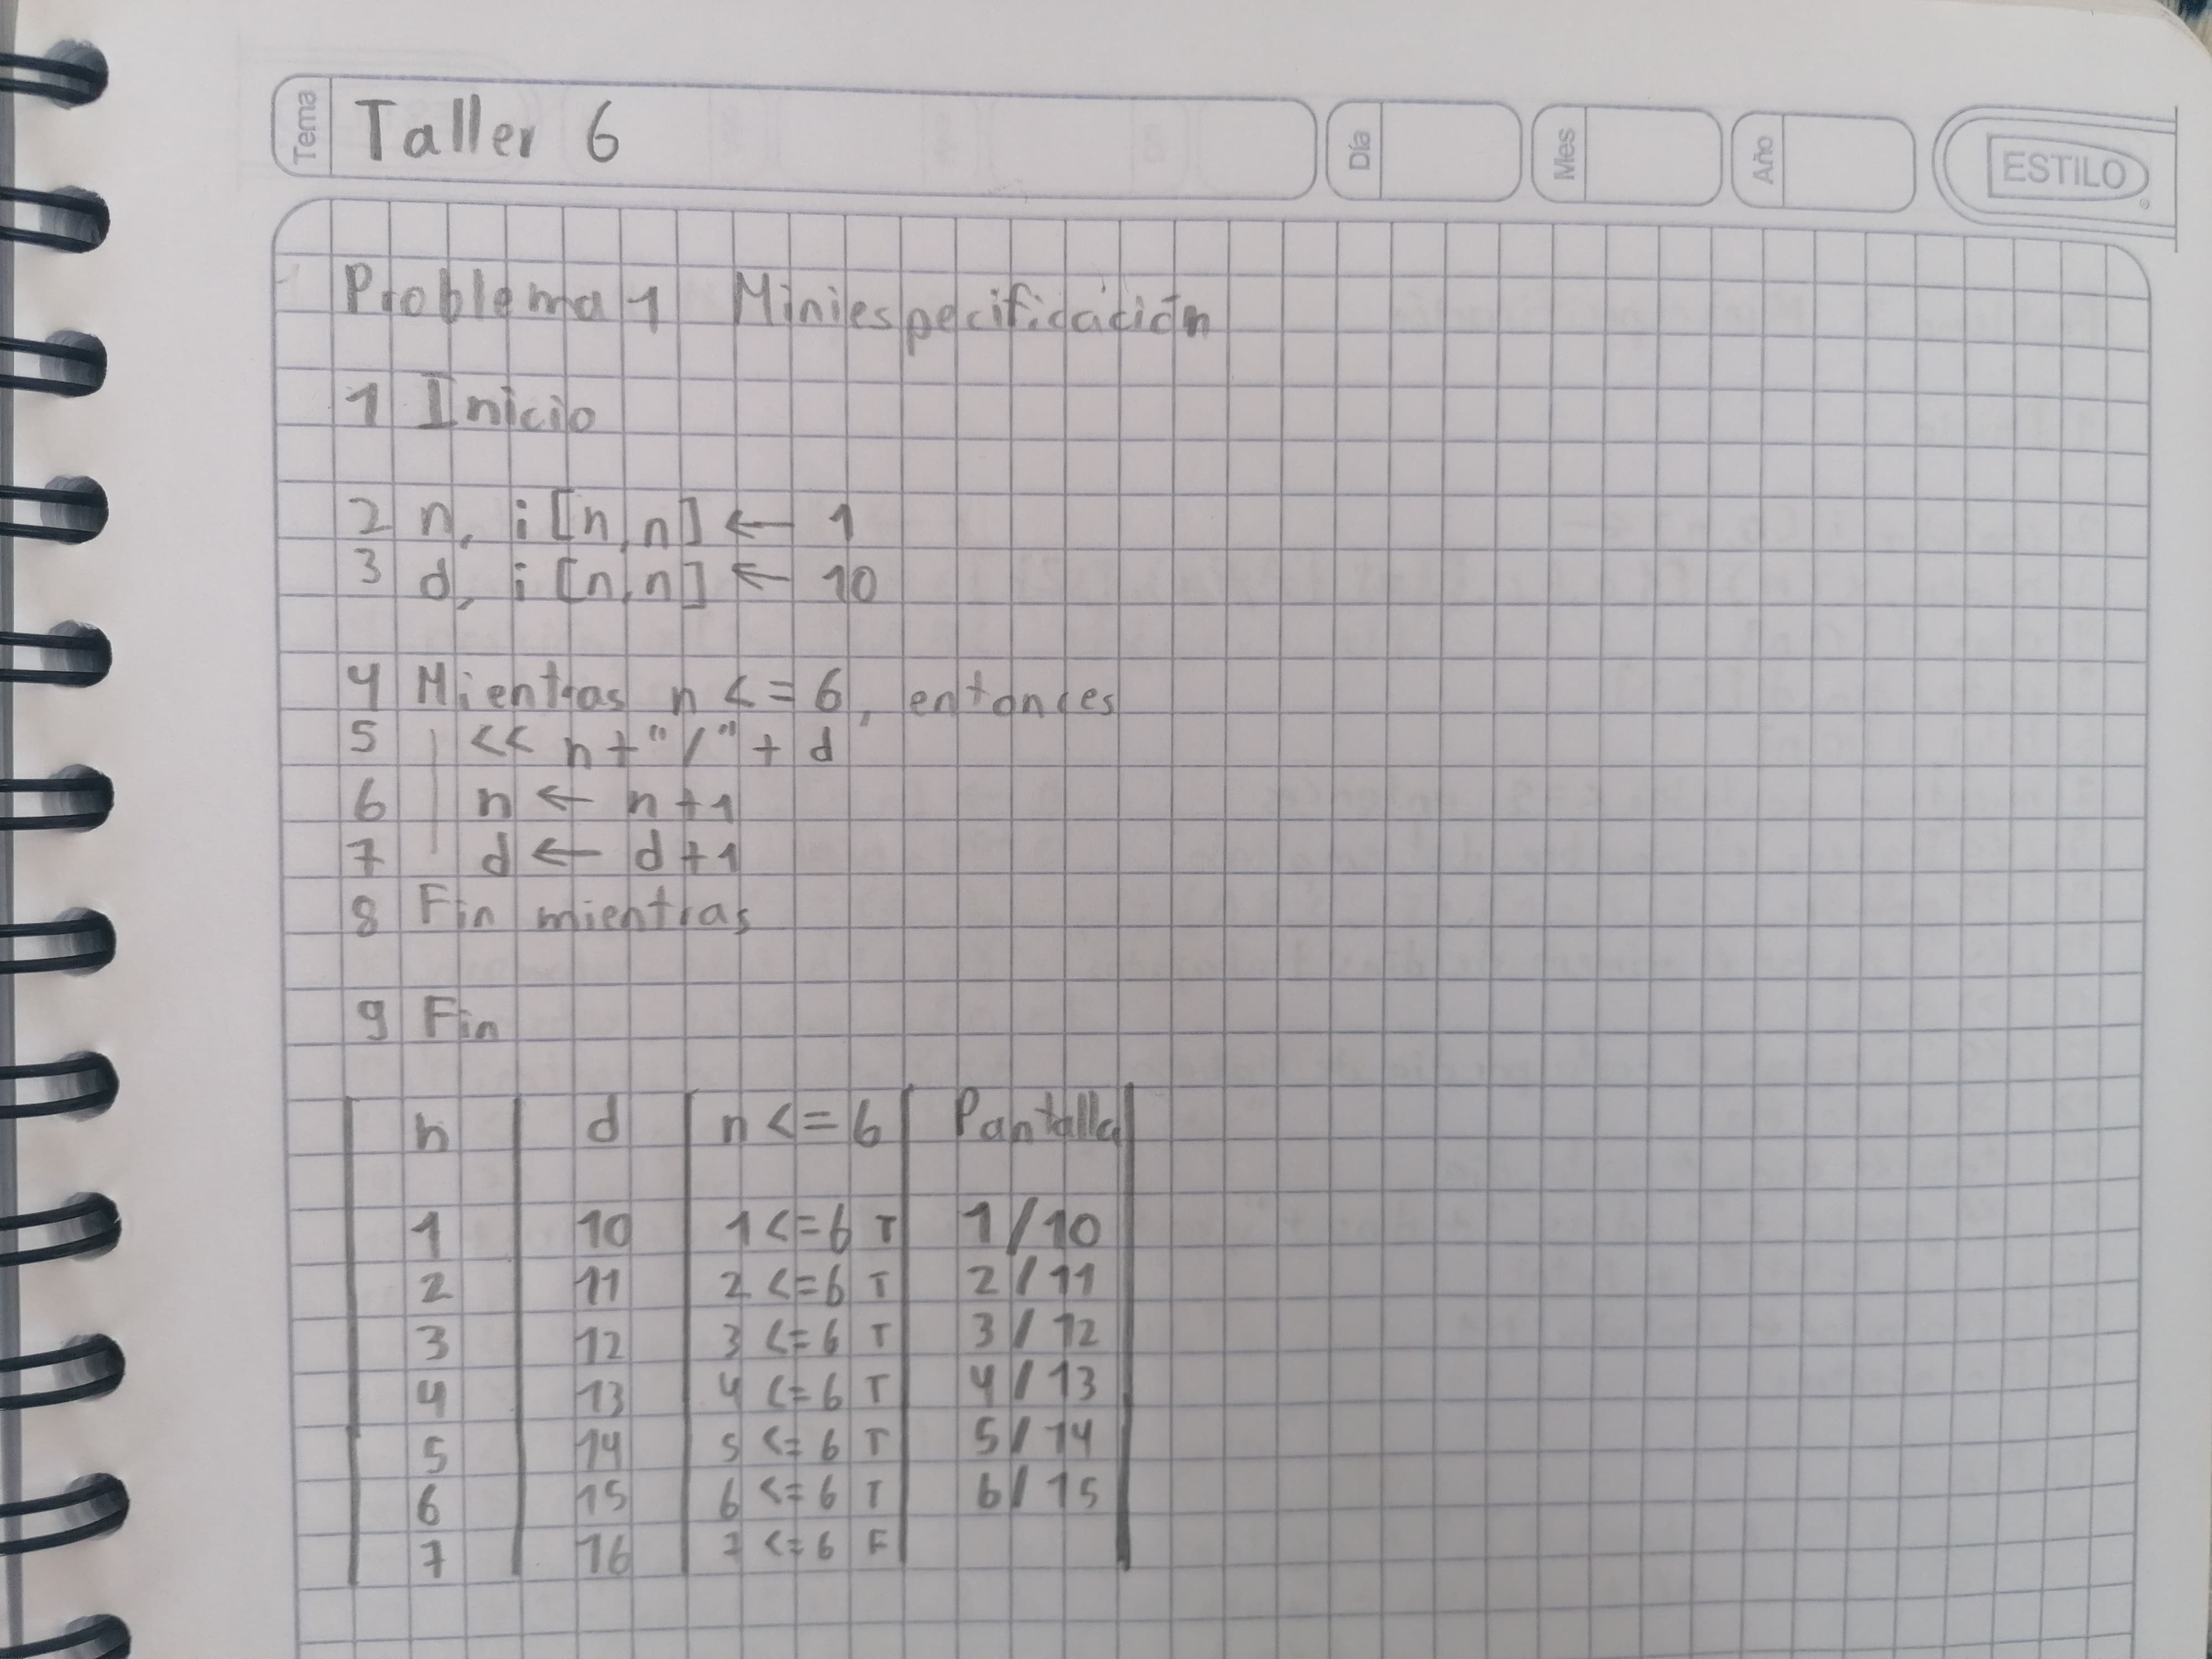 Tema Taller 6 Día Mes Año ESTILO
Problema 1 Miniespecificación
1 Inicio
2 n, i [n,n] ← 1
3 d, i [n,n] ← 10
4 Mientras n <= 6, entonces
5 << n + "/" + d
6 n ← n+1
7 d ← d+1
8 Fin mientras
9 Fin
n d n <= 6 Pantalla
1 10 1 <= 6 T 1/10
2 11 2 <= 6 T 2/11
3 12 3 <= 6 T 3/12
4 13 4 <= 6 T 4/13
5 14 5 <= 6 T 5/14
6 15 6 <= 6 T 6/15
7 16 7 <= 6 F